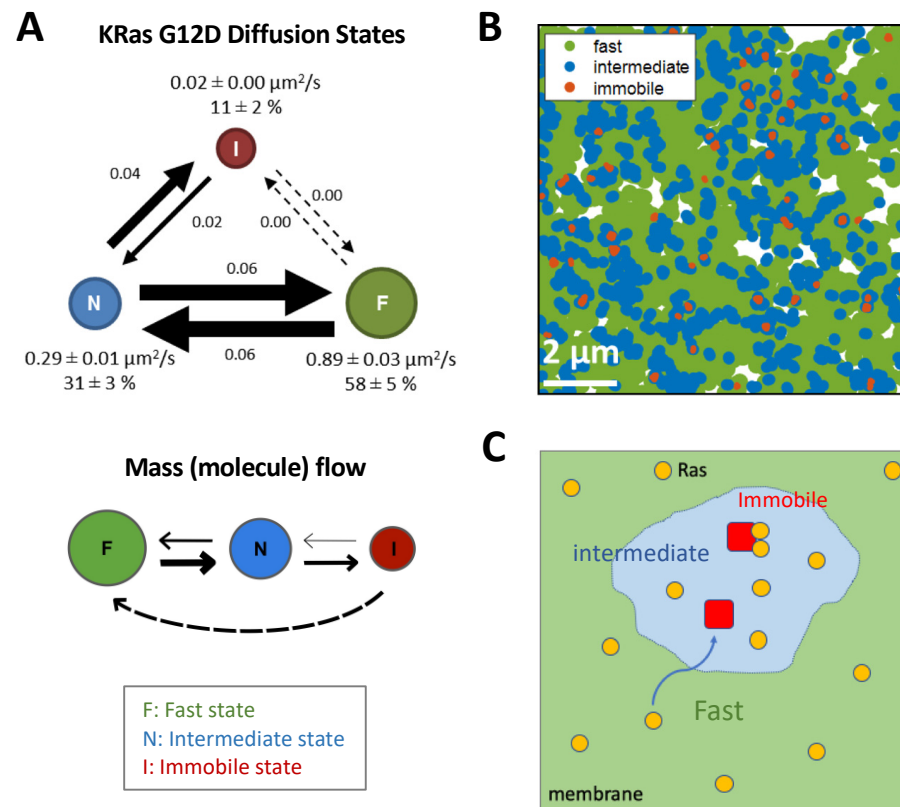 A
KRas G12D Diffusion States
0.02 ± 0.00 µm²/s
11 ± 2 %
I
0.04
0.02
0.00
0.00
0.06
N
F
0.06
0.29 ± 0.01 µm²/s
31 ± 3 %
0.89 ± 0.03 µm²/s
58 ± 5 %
Mass (molecule) flow
F
N
I
F: Fast state
N: Intermediate state
I: Immobile state
B
fast
intermediate
immobile
2 µm
C
Ras
Immobile
intermediate
Fast
membrane